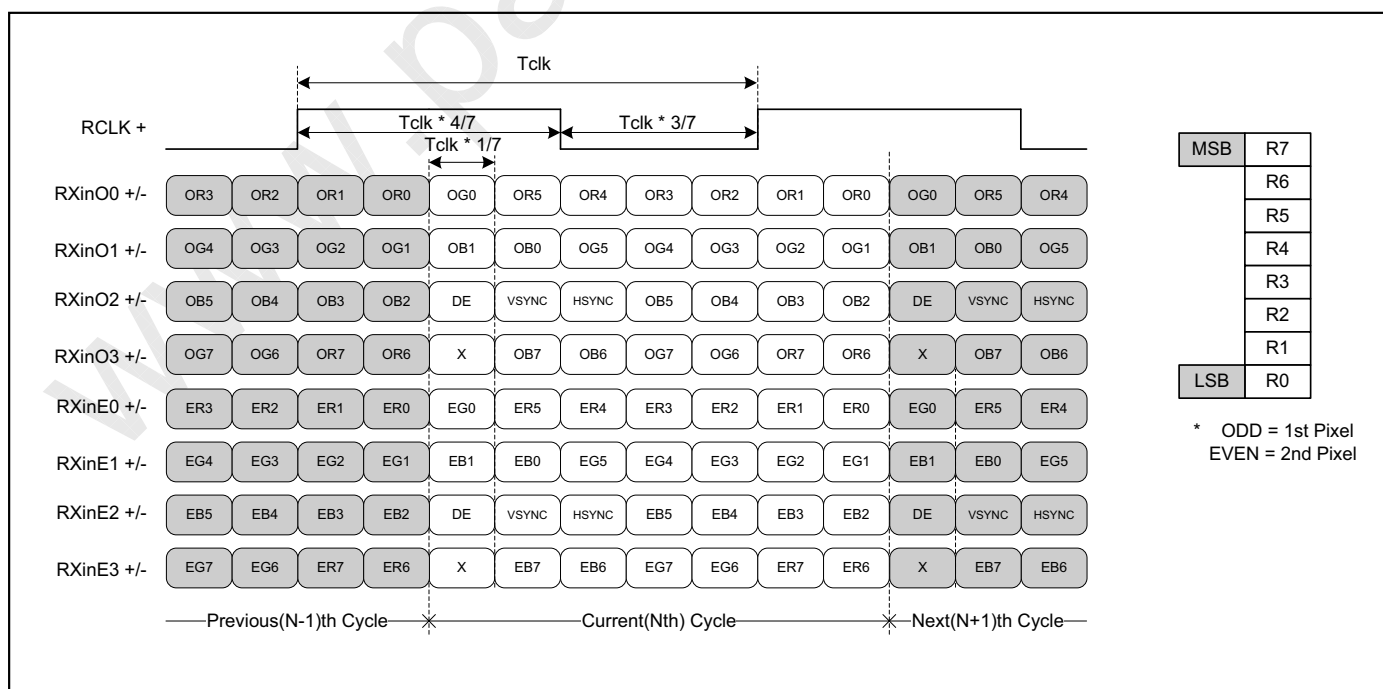 Tclk
RCLK +
Tclk * 4/7
Tclk * 3/7
Tclk * 1/7
RXinO0 +/- OR3 OR2 OR1 OR0 OG0 OR5 OR4 OR3 OR2 OR1 OR0 OG0 OR5 OR4
RXinO1 +/- OG4 OG3 OG2 OG1 OB1 OB0 OG5 OG4 OG3 OG2 OG1 OB1 OB0 OG5
RXinO2 +/- OB5 OB4 OB3 OB2 DE VSYNC HSYNC OB5 OB4 OB3 OB2 DE VSYNC HSYNC
RXinO3 +/- OG7 OG6 OR7 OR6 X OB7 OB6 OG7 OG6 OR7 OR6 X OB7 OB6
RXinE0 +/- ER3 ER2 ER1 ER0 EG0 ER5 ER4 ER3 ER2 ER1 ER0 EG0 ER5 ER4
RXinE1 +/- EG4 EG3 EG2 EG1 EB1 EB0 EG5 EG4 EG3 EG2 EG1 EB1 EB0 EG5
RXinE2 +/- EB5 EB4 EB3 EB2 DE VSYNC HSYNC EB5 EB4 EB3 EB2 DE VSYNC HSYNC
RXinE3 +/- EG7 EG6 ER7 ER6 X EB7 EB6 EG7 EG6 ER7 ER6 X EB7 EB6
Previous(N-1)th Cycle Current(Nth) Cycle Next(N+1)th Cycle
MSB R7
R6
R5
R4
R3
R2
R1
LSB R0
* ODD = 1st Pixel
EVEN = 2nd Pixel